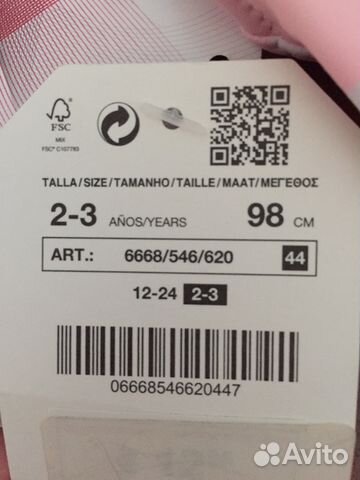 FSC
MIX
FSC® C107783
TALLA/SIZE/TAMANHO/TAILLE/MAAT/ΜΕΓΕΘΟΣ
2-3 AÑOS/YEARS 98 CM
ART.: 6668/546/620 44
12-24 2-3
06668546620447
Avito